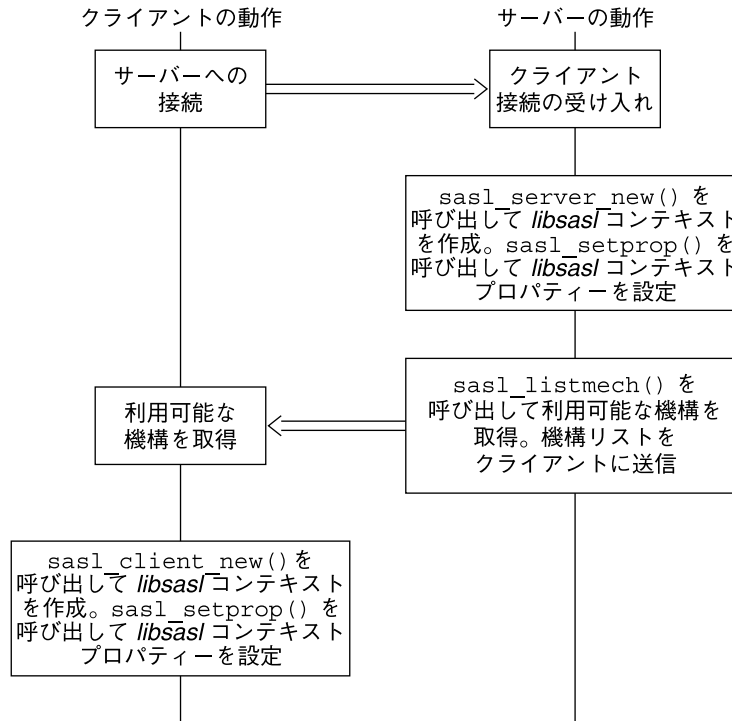 クライアントの動作
サーバーの動作
サーバーへの
接続
クライアント
接続の受け入れ
sasl_server_new() を
呼び出して libsasl コンテキスト
を作成。sasl_setprop() を
呼び出して libsasl コンテキスト
プロパティーを設定
sasl_listmech() を
呼び出して利用可能な機構を
取得。機構リストを
クライアントに送信
利用可能な
機構を取得
sasl_client_new() を
呼び出して libsasl コンテキスト
を作成。sasl_setprop() を
呼び出して libsasl コンテキスト
プロパティーを設定